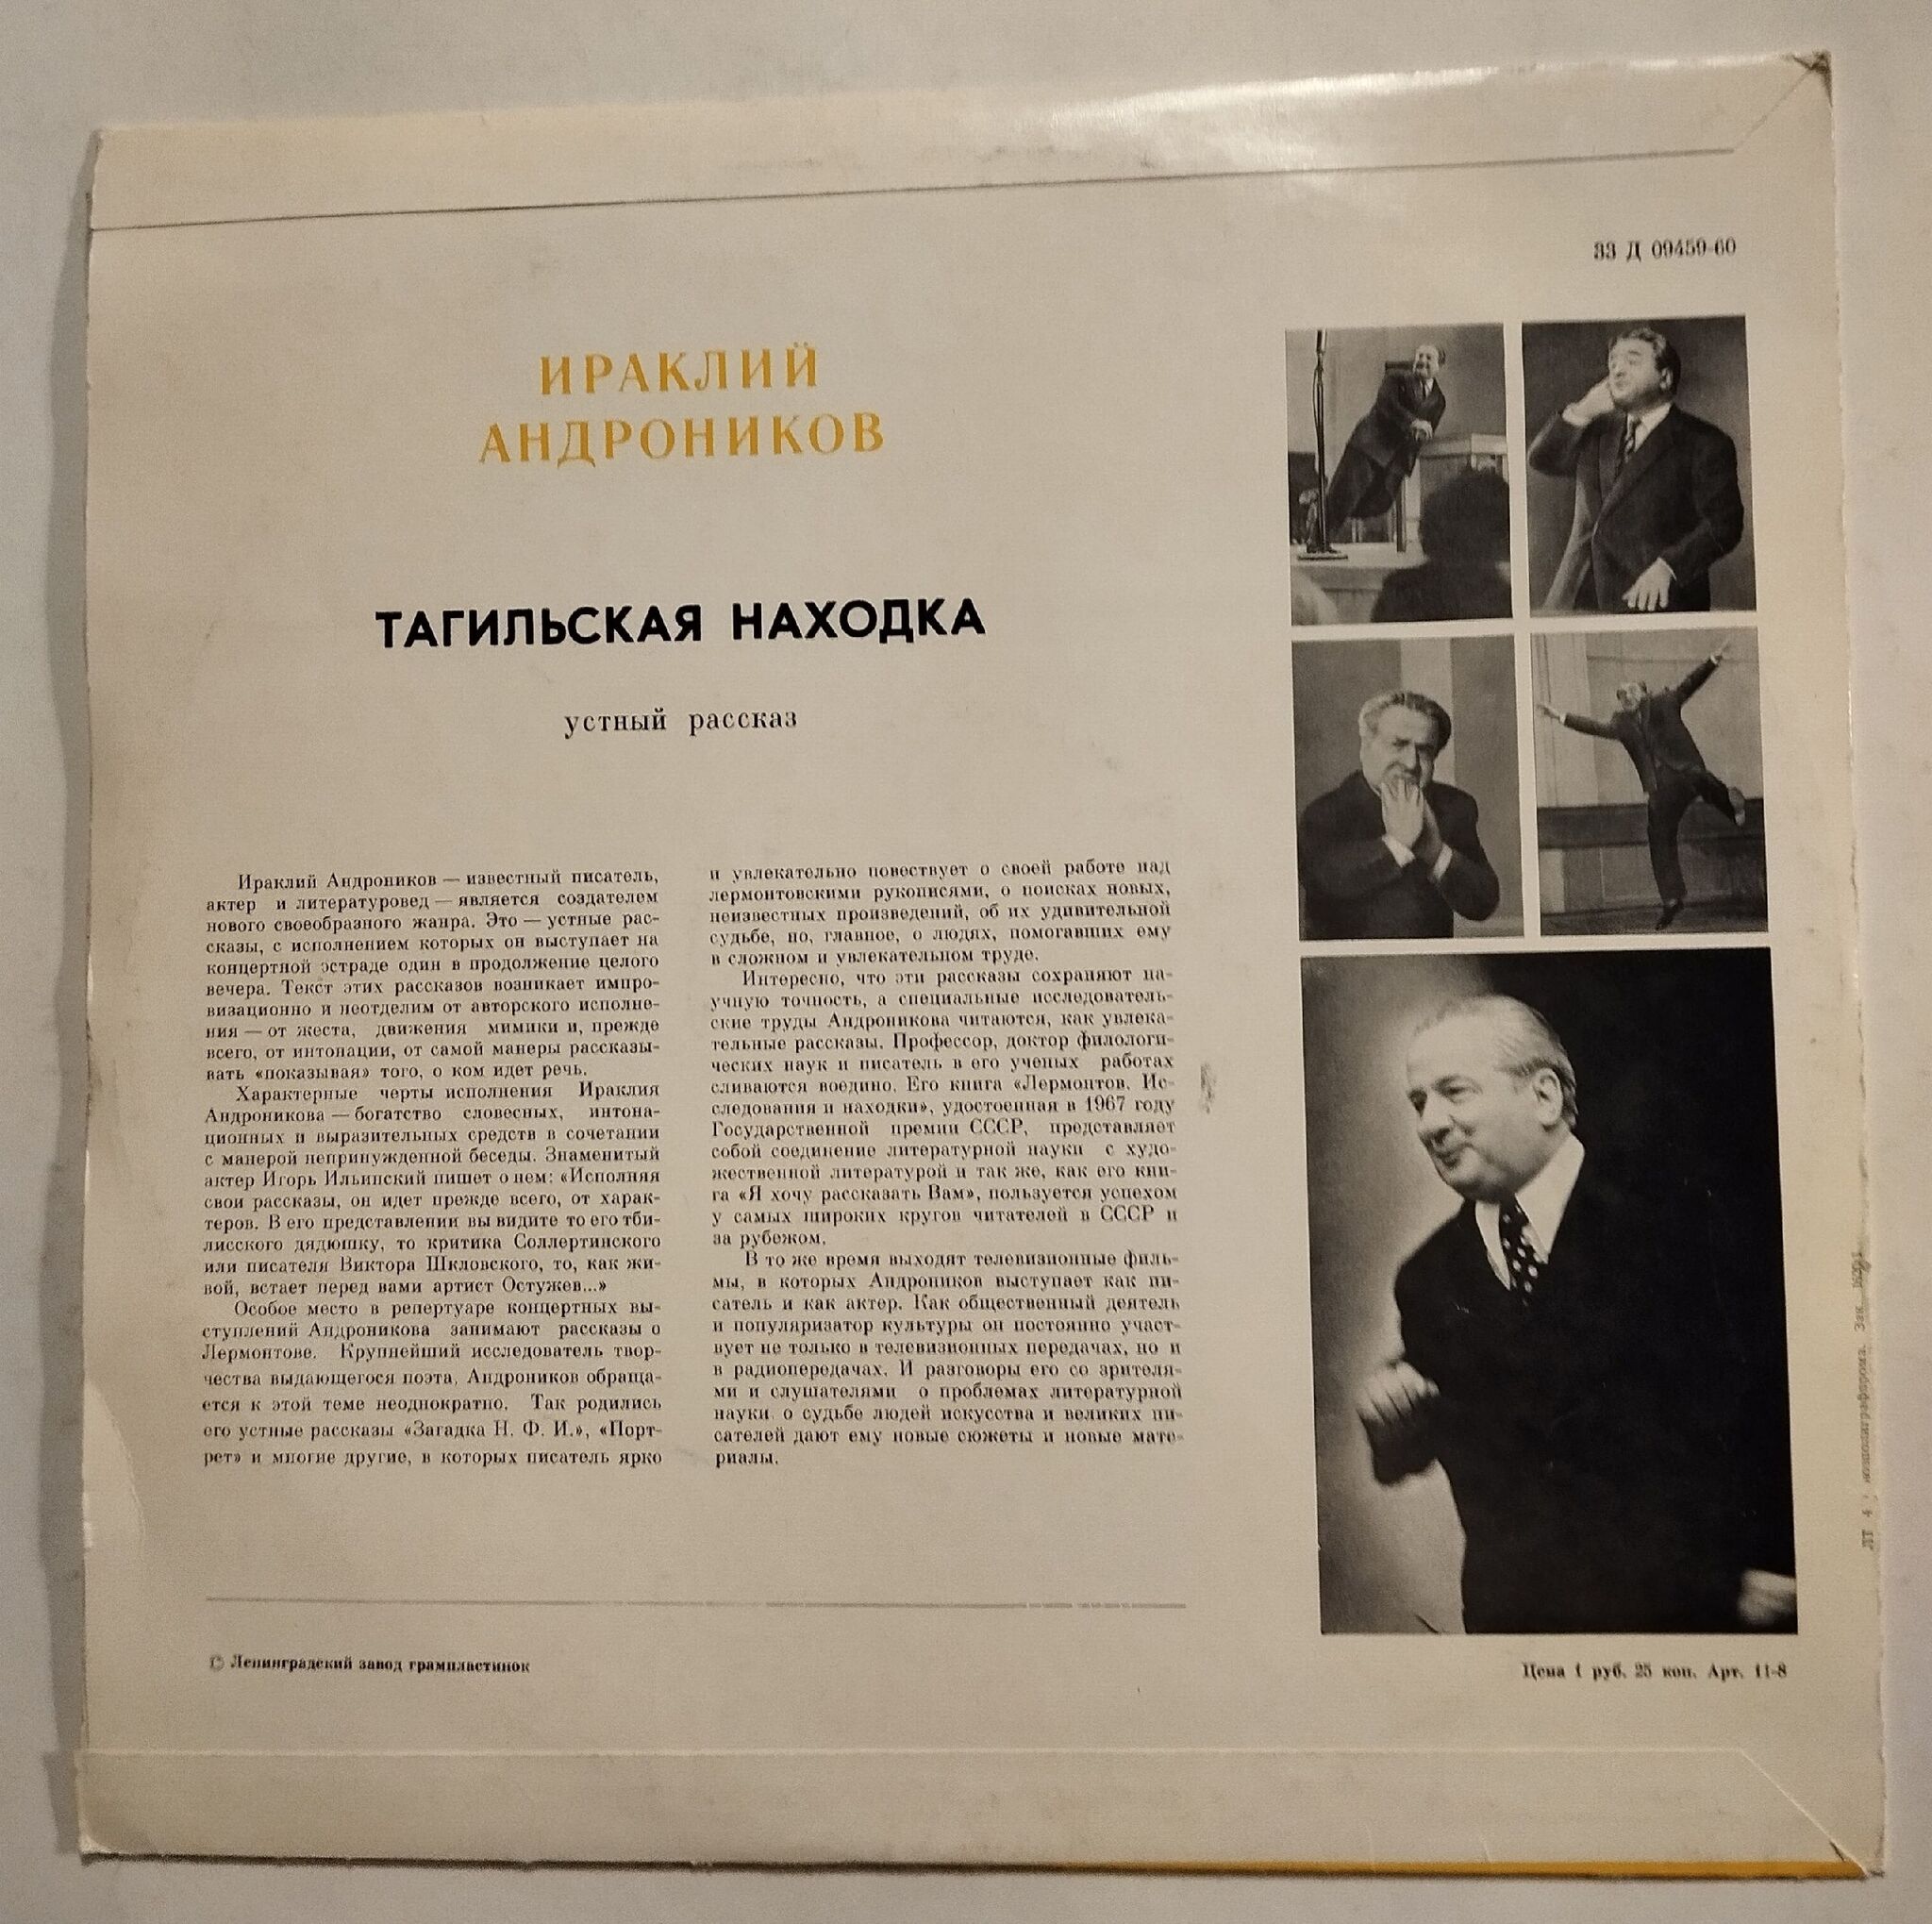 33 Д 09459-60
ИРАКЛИЙ
АНДРОНИКОВ
ТАГИЛЬСКАЯ НАХОДКА
устный рассказ
Ираклий Андроников — известный писатель,
актер и литературовед — является создателем
нового своеобразного жанра. Это — устные рас-
сказы, с исполнением которых он выступает на
концертной эстраде один в продолжение целого
вечера. Текст этих рассказов возникает импро-
визационно и неотделим от авторского исполне-
ния — от жеста, движения мимики и, прежде
всего, от интонации, от самой манеры рассказы-
вать «показывая» того, о ком идет речь.
Характерные черты исполнения Ираклия
Андроникова — богатство словесных, интона-
ционных и выразительных средств в сочетании
с манерой непринужденной беседы. Знаменитый
актер Игорь Ильинский пишет о нем: «Исполняя
свои рассказы, он идет прежде всего, от харак-
теров. В его представлении вы видите то его тби-
лисского дядюшку, то критика Соллертинского
или писателя Виктора Шкловского, то, как жи-
вой, встает перед вами артист Остужев...»
Особое место в репертуаре концертных вы-
ступлений Андроникова занимают рассказы о
Лермонтове. Крупнейший исследователь твор-
чества выдающегося поэта, Андроников обраща-
ется к этой теме неоднократно. Так родились
его устные рассказы «Загадка Н. Ф. И.», «Порт-
рет» и многие другие, в которых писатель ярко
и увлекательно повествует о своей работе над
лермонтовскими рукописями, о поисках новых,
неизвестных произведений, об их удивительной
судьбе, но, главное, о людях, помогавших ему
в сложном и увлекательном труде.
Интересно, что эти рассказы сохраняют на-
учную точность, а специальные исследователь-
ские труды Андроникова читаются, как увлека-
тельные рассказы. Профессор, доктор филологи-
ческих наук и писатель в его ученых работах
сливаются воедино. Его книга «Лермонтов. Ис-
следования и находки», удостоенная в 1967 году
Государственной премии СССР, представляет
собой соединение литературной науки с худо-
жественной литературой и так же, как его кни-
га «Я хочу рассказать Вам», пользуется успехом
у самых широких кругов читателей в СССР и
за рубежом.
В то же время выходят телевизионные филь-
мы, в которых Андроников выступает как пи-
сатель и как актер. Как общественный деятель
и популяризатор культуры он постоянно участ-
вует не только в телевизионных передачах, но и
в радиопередачах. И разговоры его со зрителя-
ми и слушателями о проблемах литературной
науки о судьбе людей искусства и великих пи-
сателей дают ему новые сюжеты и новые мате-
риалы.
© Ленинградский завод грампластинок
Цена 1 руб. 25 коп. Арт. 11-8
ЛТ 4 Зак.